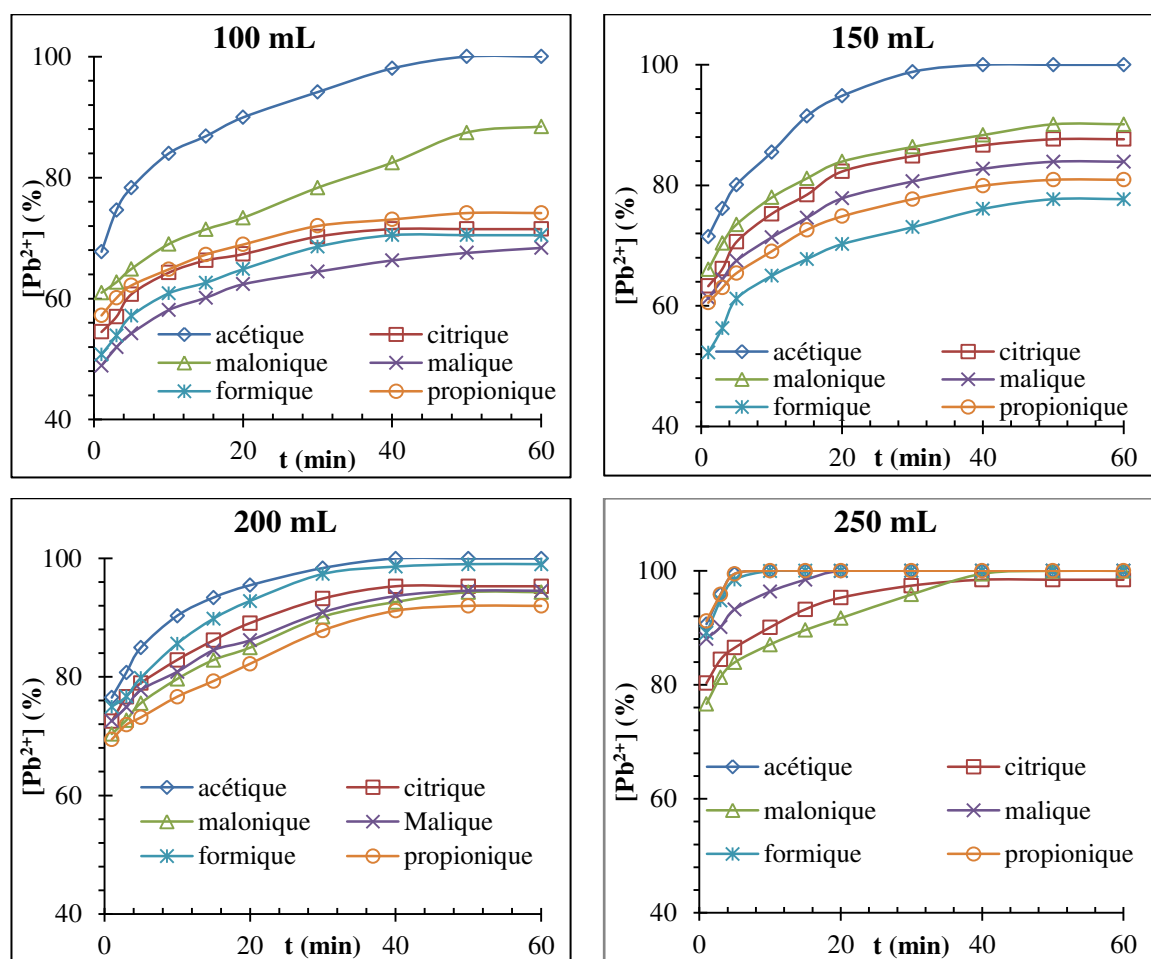 100 mL
100
80
60
40
[Pb²⁺] (%)
acétique
citrique
malonique
malique
formique
propionique
0
20
40
60
t (min)
150 mL
100
80
60
40
[Pb²⁺] (%)
acétique
citrique
malonique
malique
formique
propionique
0
20
40
60
t (min)
200 mL
100
80
60
40
[Pb²⁺] (%)
acétique
citrique
malonique
Malique
formique
propionique
0
20
40
60
t (min)
250 mL
100
80
60
40
[Pb²⁺] (%)
acétique
citrique
malonique
malique
formique
propionique
0
20
40
60
t (min)